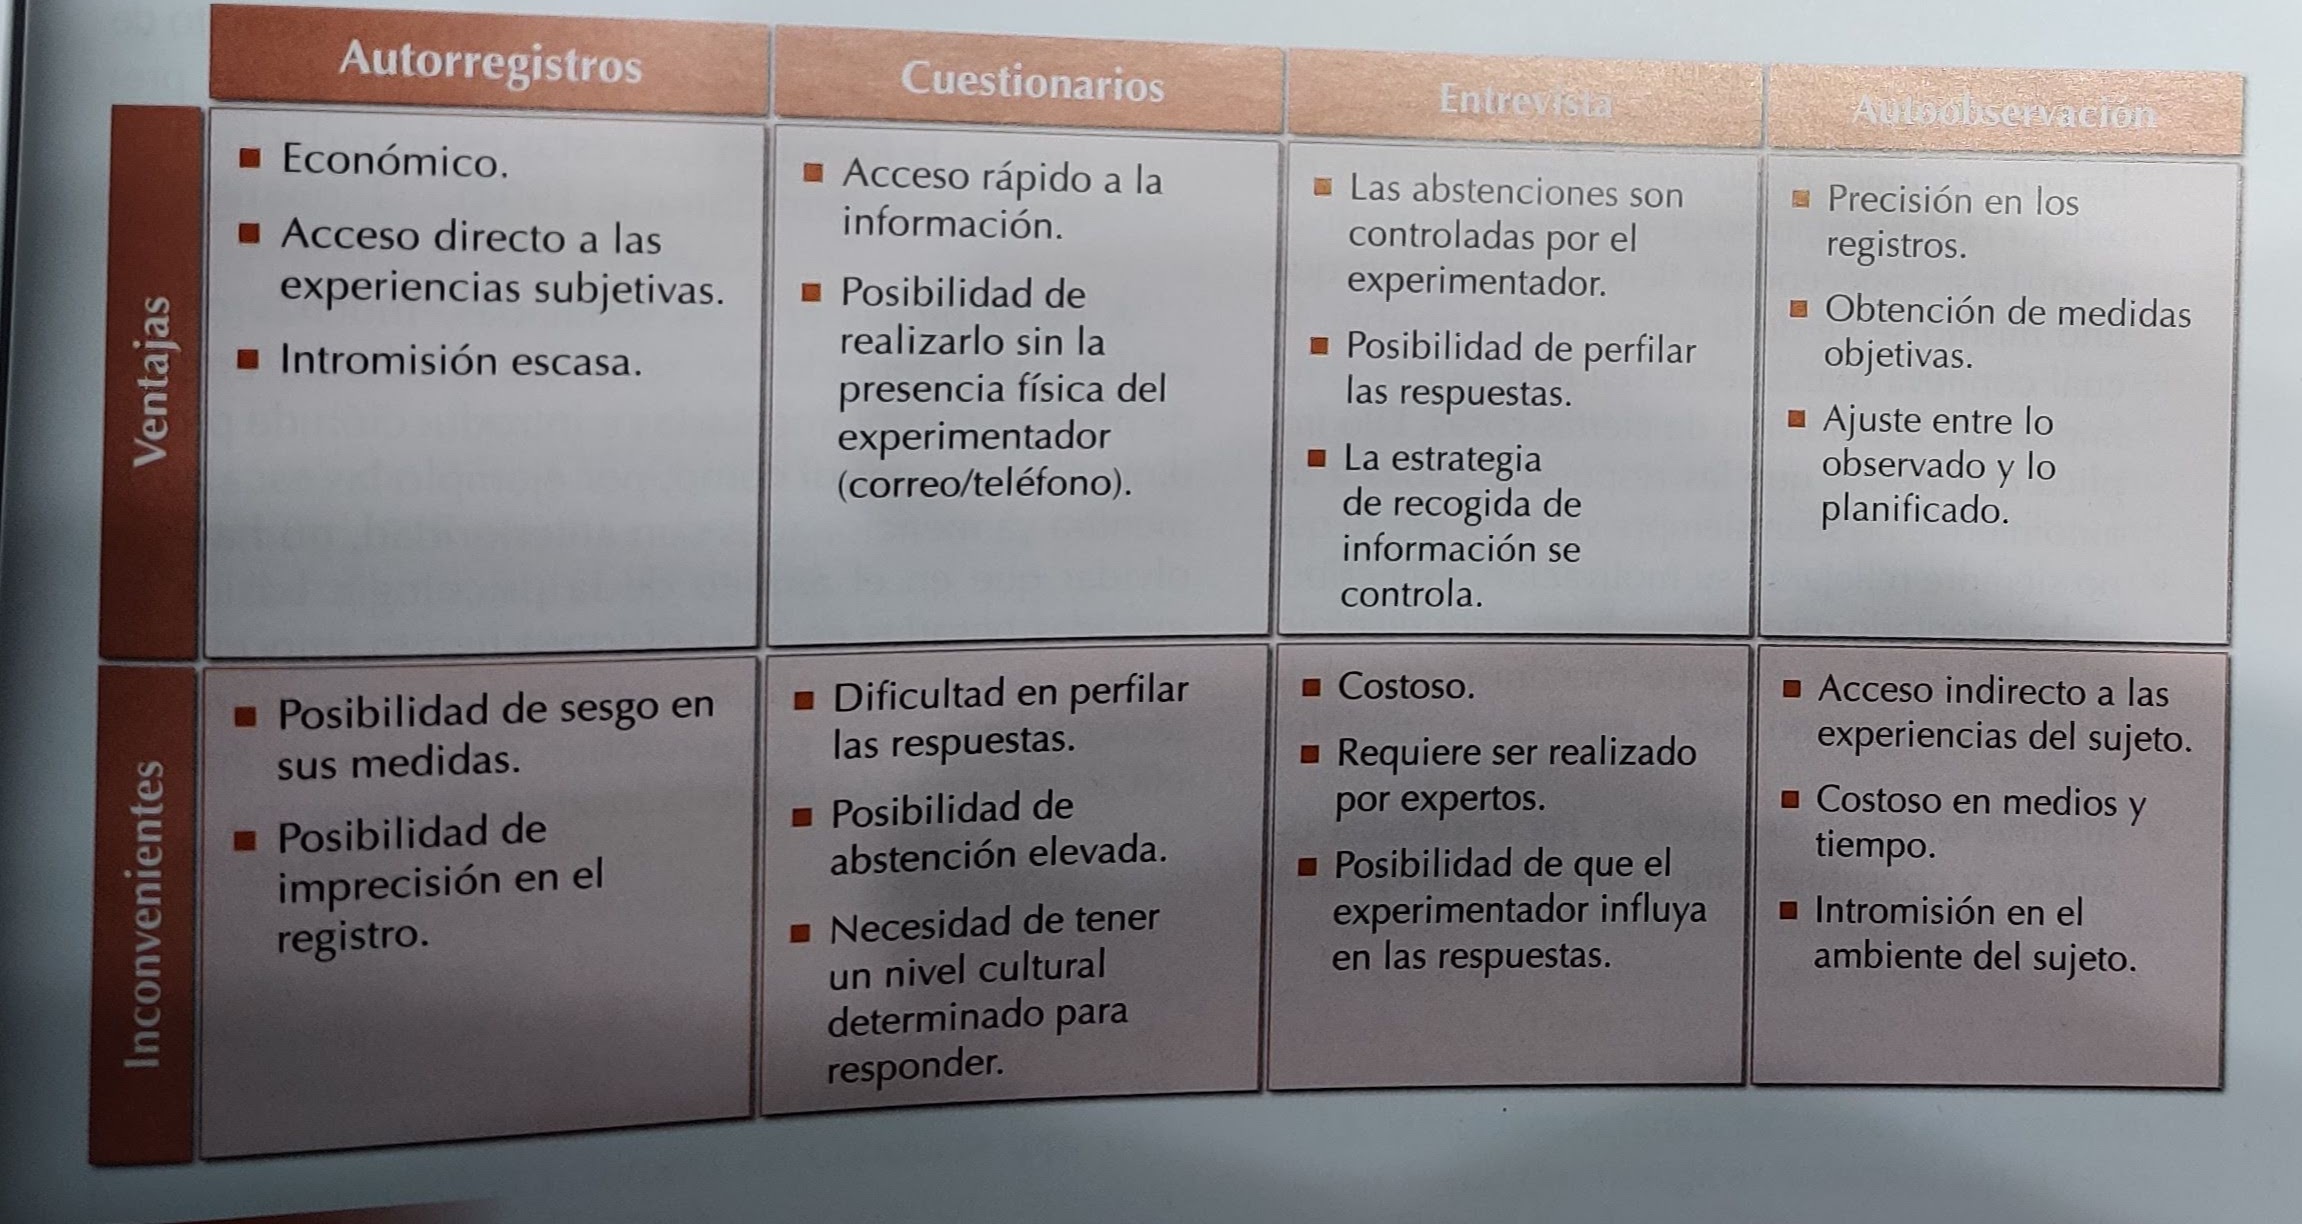 Autorregistros
Cuestionarios
Entrevista
Autoobservación
Ventajas
Económico.
Acceso directo a las
experiencias subjetivas.
Intromisión escasa.
Acceso rápido a la
información.
Posibilidad de
realizarlo sin la
presencia física del
experimentador
(correo/teléfono).
Las abstenciones son
controladas por el
experimentador.
Posibilidad de perfilar
las respuestas.
La estrategia
de recogida de
información se
controla.
Precisión en los
registros.
Obtención de medidas
objetivas.
Ajuste entre lo
observado y lo
planificado.
Inconvenientes
Posibilidad de sesgo en
sus medidas.
Posibilidad de
imprecisión en el
registro.
Dificultad en perfilar
las respuestas.
Posibilidad de
abstención elevada.
Necesidad de tener
un nivel cultural
determinado para
responder.
Costoso.
Requiere ser realizado
por expertos.
Posibilidad de que el
experimentador influya
en las respuestas.
Acceso indirecto a las
experiencias del sujeto.
Costoso en medios y
tiempo.
Intromisión en el
ambiente del sujeto.